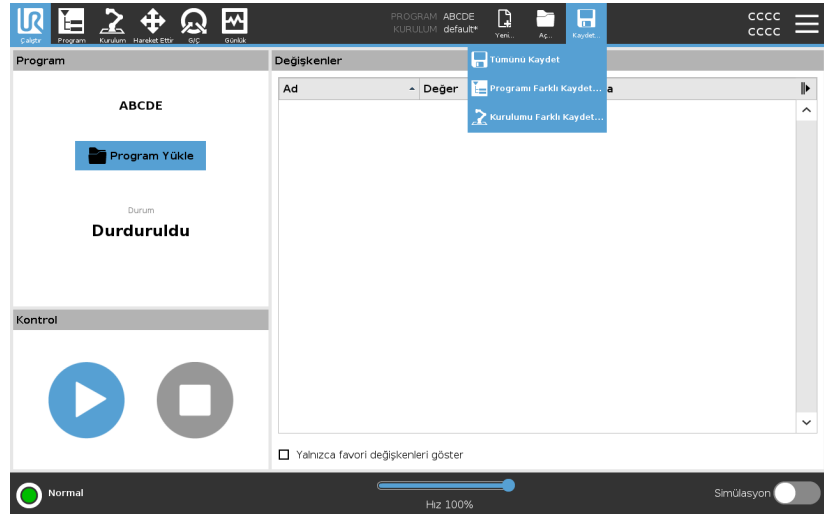 PROGRAM ABCDE
KURULUM default*
cccc
cccc
Çalıştır
Program
Kurulum
Hareket Ettir
G/Ç
Günlük
Yeni...
Aç...
Kaydet...
Tümünü Kaydet
Programı Farklı Kaydet...
Kurulumu Farklı Kaydet...
Program
ABCDE
Program Yükle
Durum
Durduruldu
Kontrol
Değişkenler
Ad
Değer
a
Yalnızca favori değişkenleri göster
Normal
Hız 100%
Simülasyon